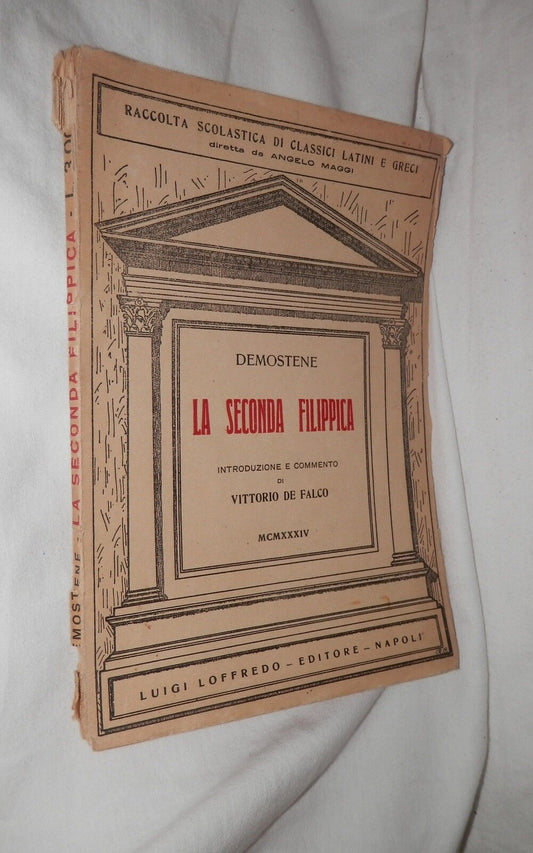 RACCOLTA SCOLASTICA DI CLASSICI LATINI E GRECI
diretta da ANGELO MAGGI
DEMOSTENE
LA SECONDA FILIPPICA
INTRODUZIONE E COMMENTO
DI
VITTORIO DE FALCO
MCMXXXIV
LUIGI LOFFREDO - EDITORE - NAPOLI
MOSTENE - LA SECONDA FILIPPICA - L.